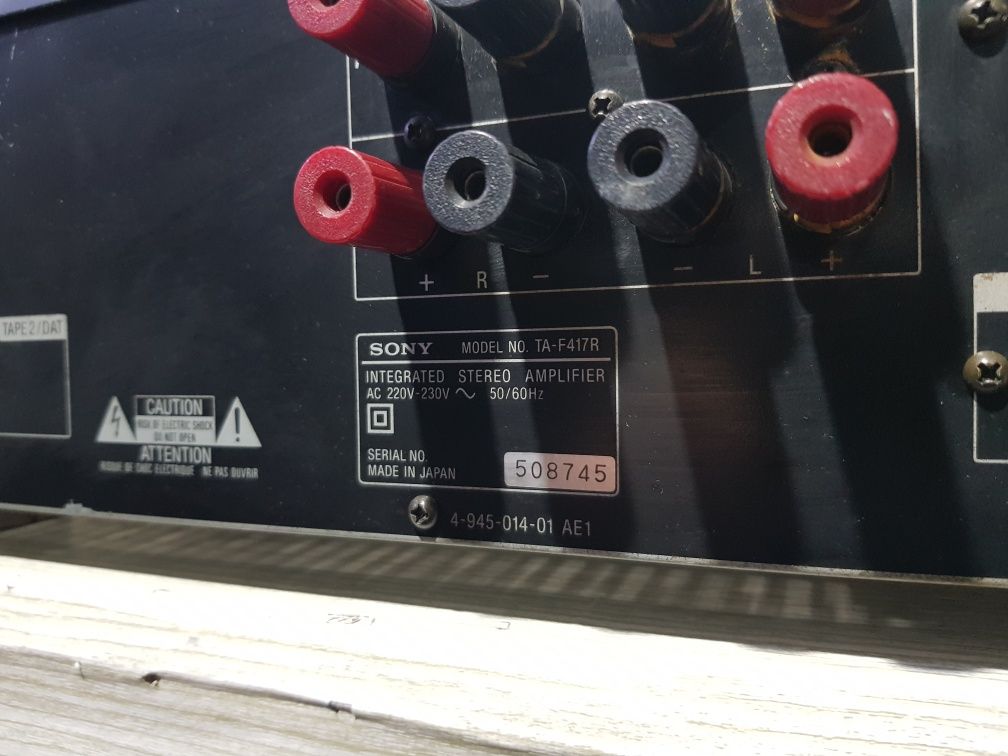 + R − − L +
TAPE 2/DAT
SONY MODEL NO. TA-F417R
INTEGRATED STEREO AMPLIFIER
AC 220V-230V ~ 50/60Hz
CAUTION
RISK OF ELECTRIC SHOCK
DO NOT OPEN
ATTENTION
RISQUE DE CHOC ELECTRIQUE NE PAS OUVRIR
SERIAL NO.
MADE IN JAPAN 508745
4-945-014-01 AE1